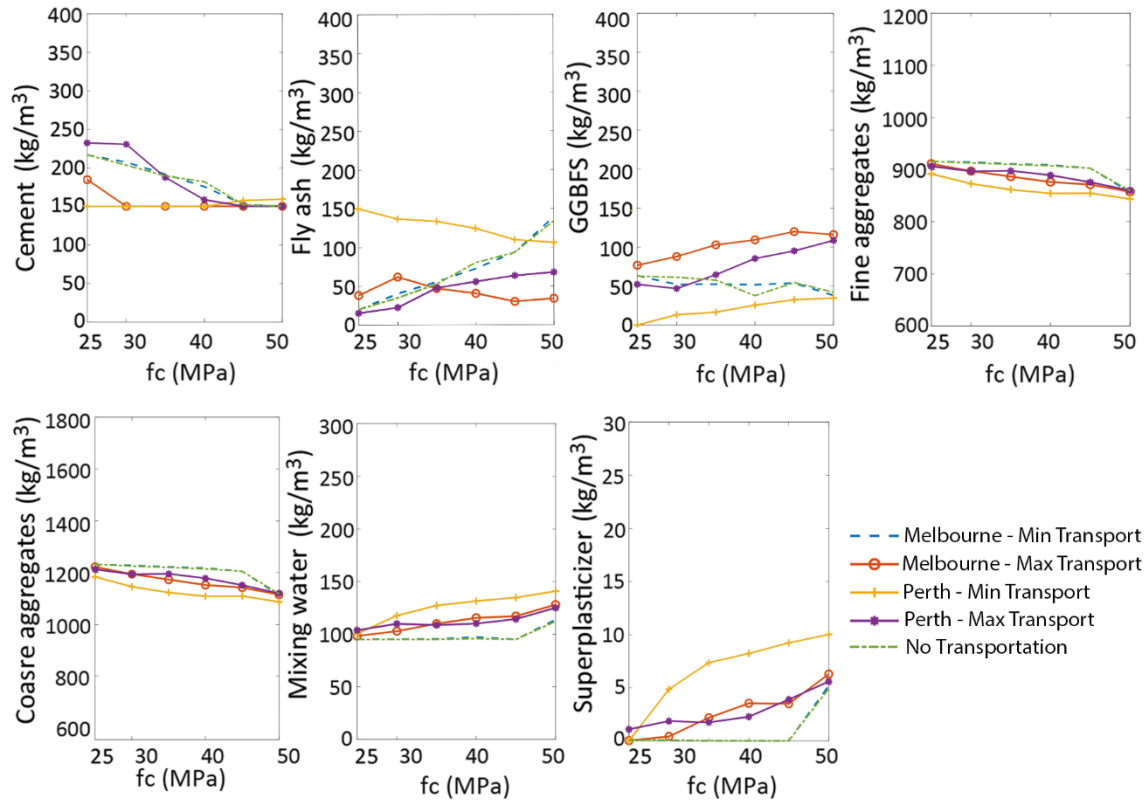 400
350
300
250
200
150
100
50
0
Cement (kg/m³)
25 30 40 50
fc (MPa)
400
350
300
250
200
150
100
50
0
Fly ash (kg/m³)
25 30 40 50
fc (MPa)
400
350
300
250
200
150
100
50
0
GGBFS (kg/m³)
25 30 40 50
fc (MPa)
1200
1100
1000
900
800
700
600
Fine aggregates (kg/m³)
25 30 40 50
fc (MPa)
1800
1600
1400
1200
1000
800
600
Coasre aggregates (kg/m³)
25 30 40 50
fc (MPa)
300
250
200
150
100
50
0
Mixing water (kg/m³)
25 30 40 50
fc (MPa)
30
25
20
15
10
5
0
Superplasticizer (kg/m³)
25 30 40 50
fc (MPa)
Melbourne - Min Transport
Melbourne - Max Transport
Perth - Min Transport
Perth - Max Transport
No Transportation